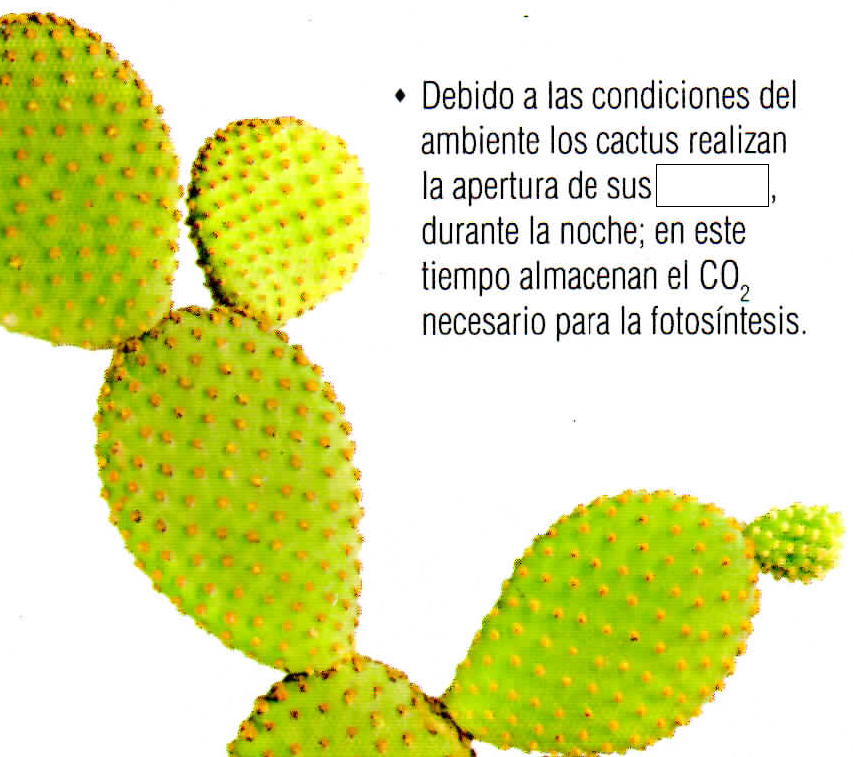 ♦ Debido a las condiciones del
ambiente los cactus realizan
la apertura de sus ,
durante la noche; en este
tiempo almacenan el CO₂
necesario para la fotosíntesis.